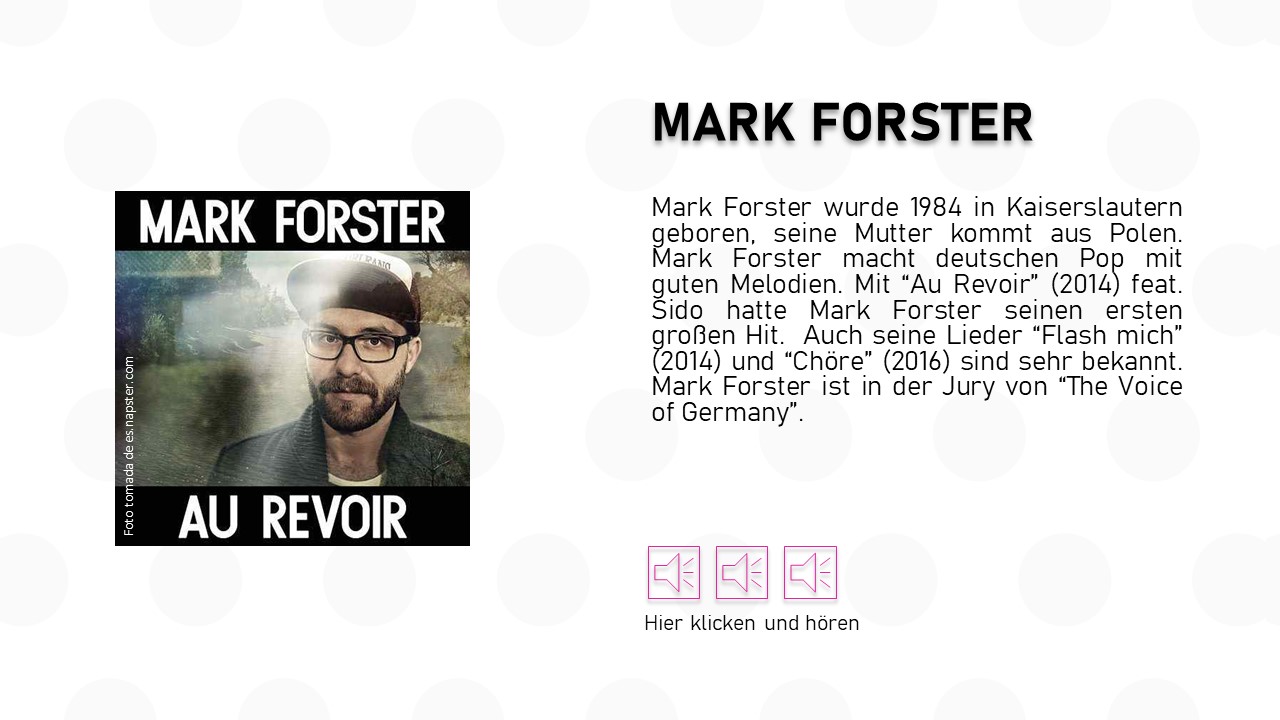 MARK FORSTER
Mark Forster wurde 1984 in Kaiserslautern
geboren, seine Mutter kommt aus Polen.
Mark Forster macht deutschen Pop mit
guten Melodien. Mit “Au Revoir” (2014) feat.
Sido hatte Mark Forster seinen ersten
großen Hit.  Auch seine Lieder “Flash mich”
(2014) und “Chöre” (2016) sind sehr bekannt.
Mark Forster ist in der Jury von “The Voice
of Germany”.
MARK FORSTER
AU REVOIR
Foto tomada de es.napster.com
Hier klicken und hören